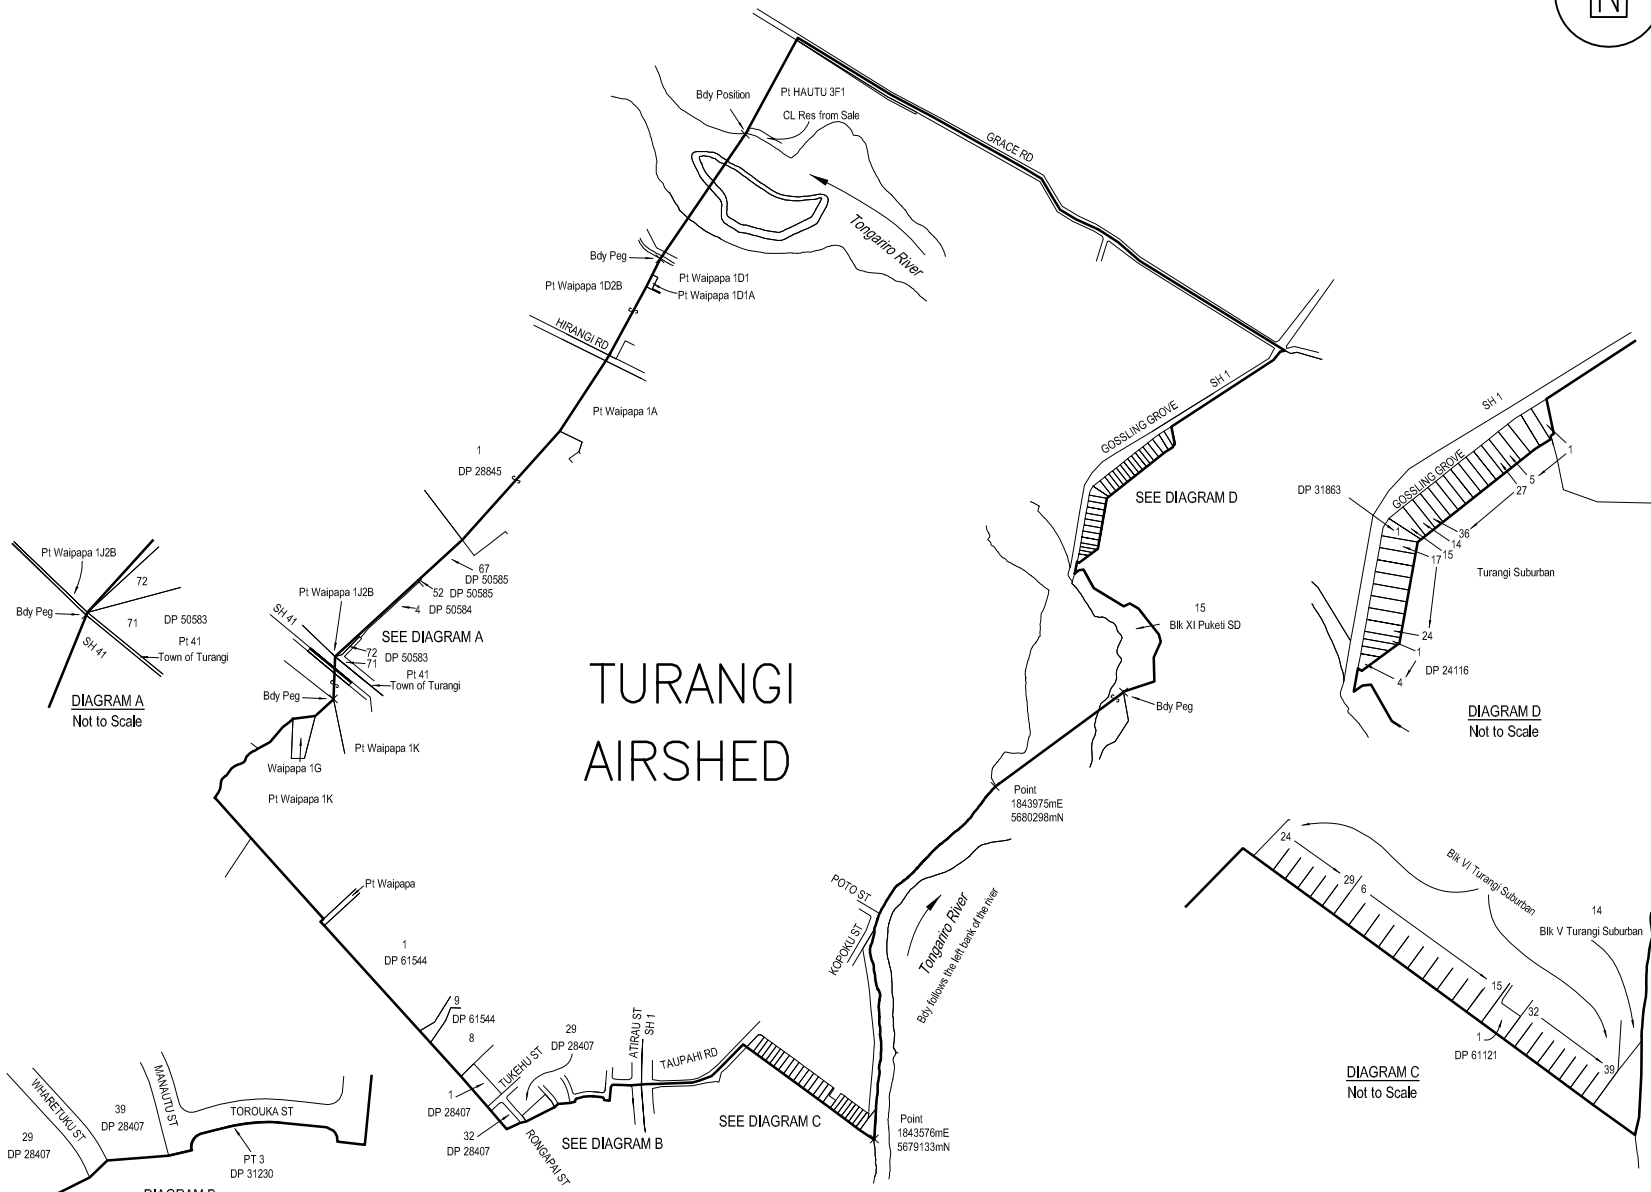 N
Bdy Position
Pt HAUTU 3F1
CL Res from Sale
GRACE RD
Tongariro River
Bdy Peg
Pt Waipapa 1D2B
Pt Waipapa 1D1
Pt Waipapa 1D1A
HIRANGI RD
Pt Waipapa 1A
1
DP 28845
SH 1
GOSSLING GROVE
SEE DIAGRAM D
67
DP 50585
52 DP 50585
4 DP 50584
Pt Waipapa 1J2B
SH 41
SEE DIAGRAM A
72
71
DP 50583
Pt 41
Town of Turangi
Bdy Peg
Pt Waipapa 1K
Waipapa 1G
Pt Waipapa 1K
TURANGI
AIRSHED
15
Blk XI Puketi SD
Bdy Peg
Point
1843975mE
5680298mN
Pt Waipapa
1
DP 61544
9
DP 61544
8
POTO ST
KOPOKU ST
Tongariro River
Bdy follows the left bank of the river
29
DP 28407
TUKEHU ST
ATIRAU ST
SH 1
TAUPAHI RD
1
DP 28407
32
DP 28407
RONGAPAI ST
SEE DIAGRAM B
SEE DIAGRAM C
Point
1843576mE
5679133mN
Pt Waipapa 1J2B
72
Bdy Peg
71
DP 50583
SH 41
Pt 41
Town of Turangi
DIAGRAM A
Not to Scale
SH 1
GOSSLING GROVE
DP 31863
1
5
27
36
14
15
17
1
Turangi Suburban
24
1
DP 24116
4
DIAGRAM D
Not to Scale
24
29
6
Blk VI Turangi Suburban
14
Blk V Turangi Suburban
15
32
1
DP 61121
39
DIAGRAM C
Not to Scale
WHARETUKU ST
MANAUTU ST
TOROUKA ST
39
DP 28407
29
DP 28407
PT 3
DP 31230
DIAGRAM B